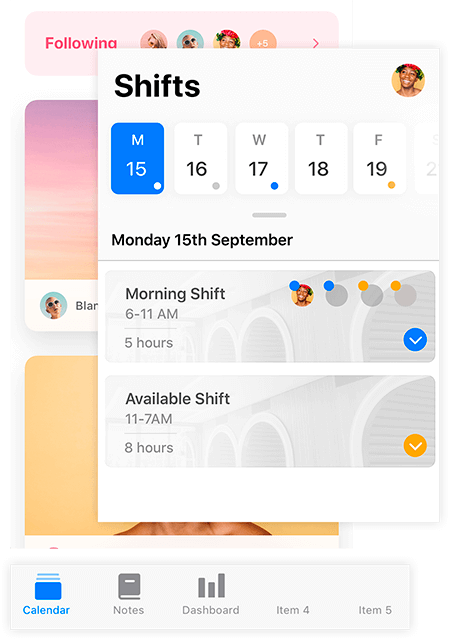 Following
+5
Shifts
M T W T F
15 16 17 18 19
Monday 15th September
Morning Shift
6-11 AM
5 hours
Blan
Available Shift
11-7AM
8 hours
Calendar Notes Dashboard Item 4 Item 5